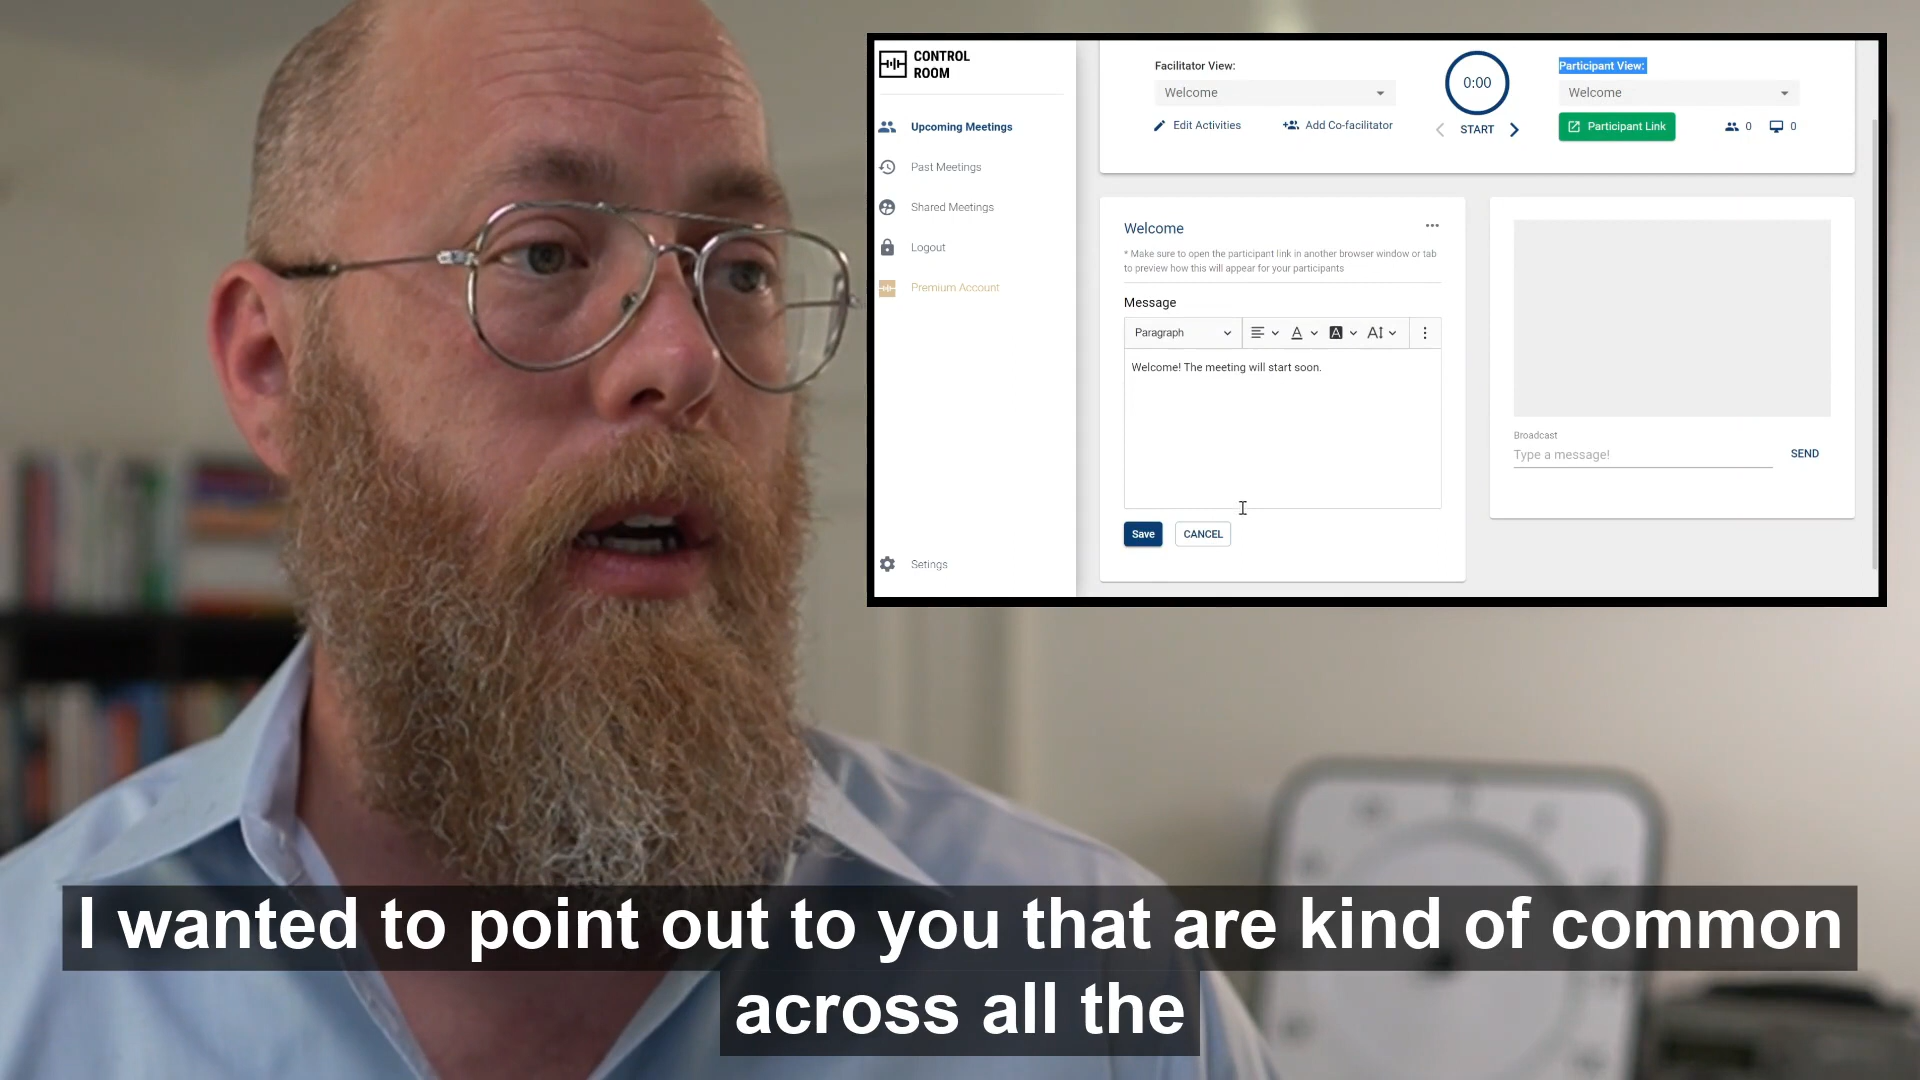 CONTROL
ROOM
Upcoming Meetings
Past Meetings
Shared Meetings
Logout
Premium Account
Setings
Facilitator View:
Welcome
Edit Activities
Add Co-facilitator
0:00
START
Participant View:
Welcome
Participant Link
0
0
Welcome
* Make sure to open the participant link in another browser window or tab
to preview how this will appear for your participants
Message
Paragraph
Welcome! The meeting will start soon.
Save
CANCEL
Broadcast
Type a message!
SEND
I wanted to point out to you that are kind of common
across all the